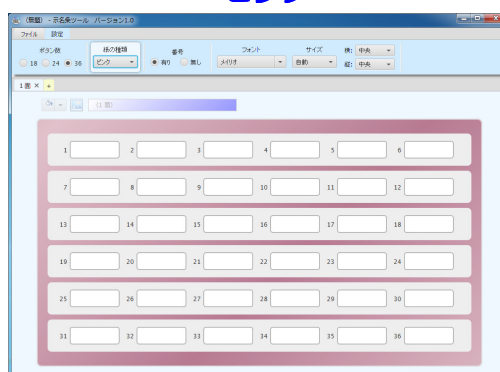 ピンク
(無題) - 示名条ツール バージョン1.0
ファイル 設定
ボタン数 紙の種類 番号 フォント サイズ 横: 中央
18 24 36 ピンク 有り 無し メイリオ 自動 縦: 中央
1面 × +
(1 面)
1 2 3 4 5 6
7 8 9 10 11 12
13 14 15 16 17 18
19 20 21 22 23 24
25 26 27 28 29 30
31 32 33 34 35 36